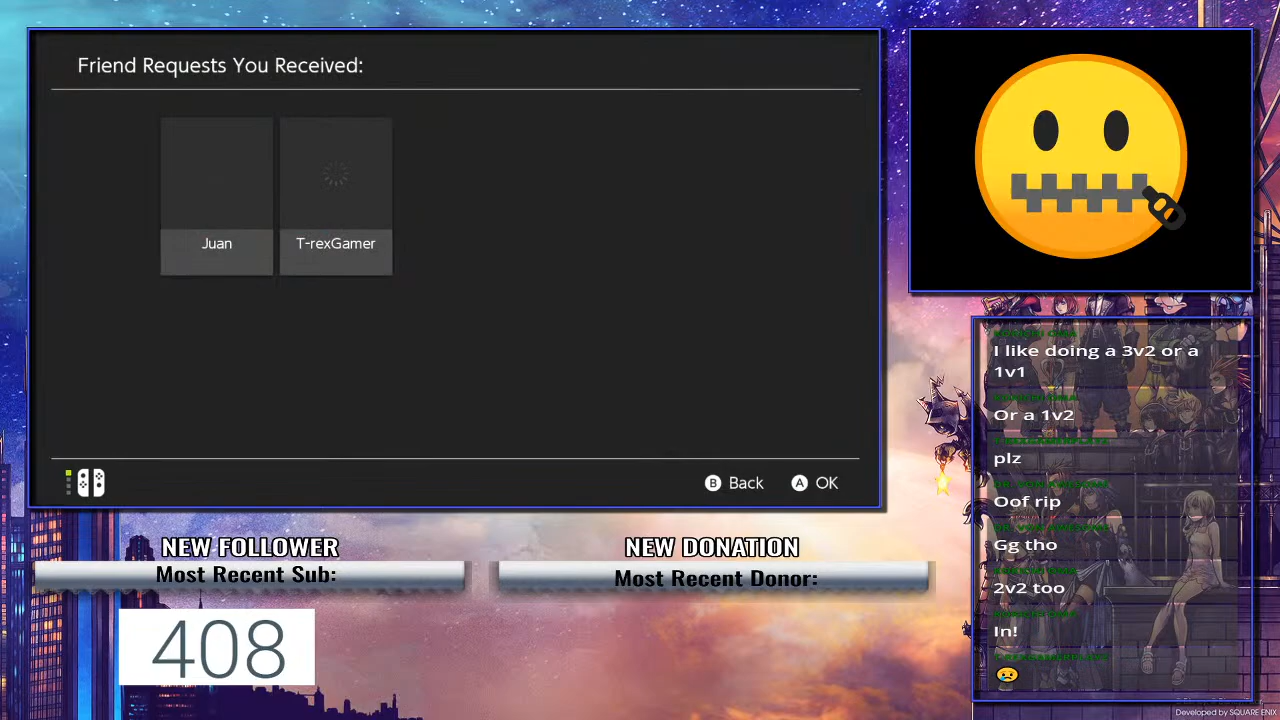 Friend Requests You Received:
Juan
T-rexGamer
B Back
A OK
I like doing a 3v2 or a
1v1
Or a 1v2
plz
Oof rip
Gg tho
2v2 too
In!
NEW FOLLOWER
Most Recent Sub:
NEW DONATION
Most Recent Donor:
408
Developed by SQUARE ENIX